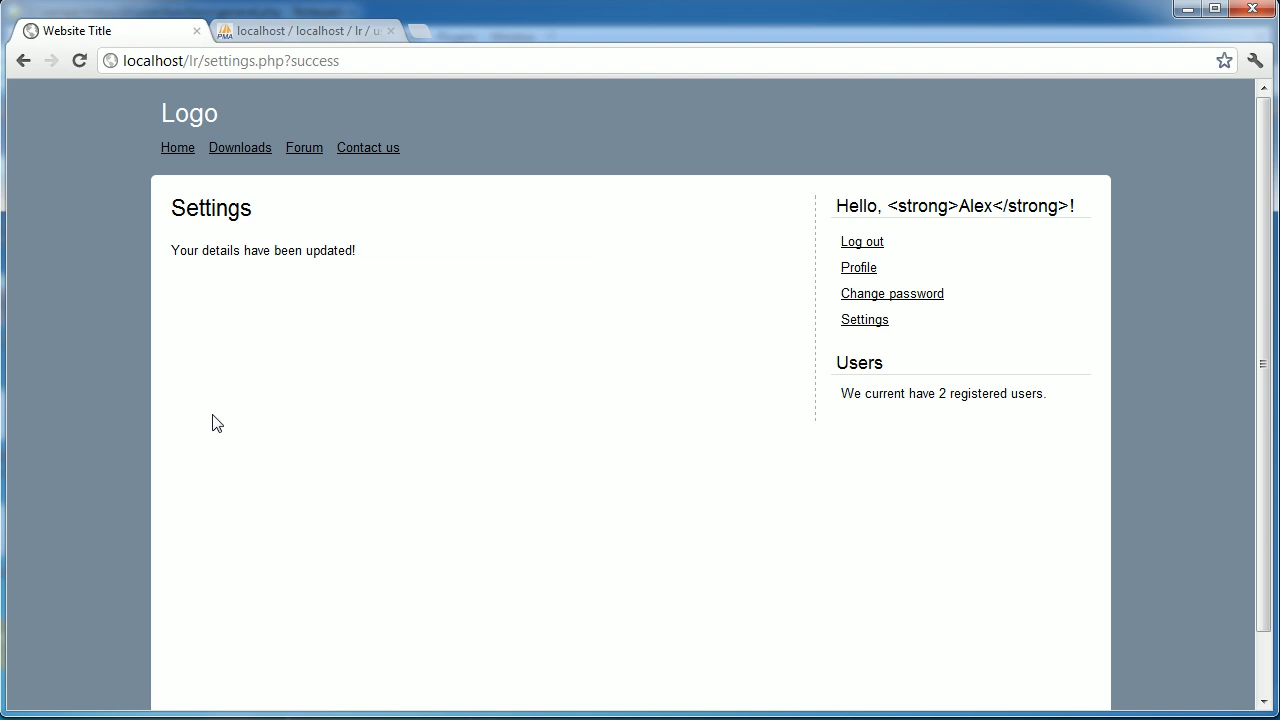 Website Title
localhost / localhost / lr / u
localhost/lr/settings.php?success
Logo
Home Downloads Forum Contact us
Settings
Your details have been updated!
Hello, <strong>Alex</strong>!
Log out
Profile
Change password
Settings
Users
We current have 2 registered users.